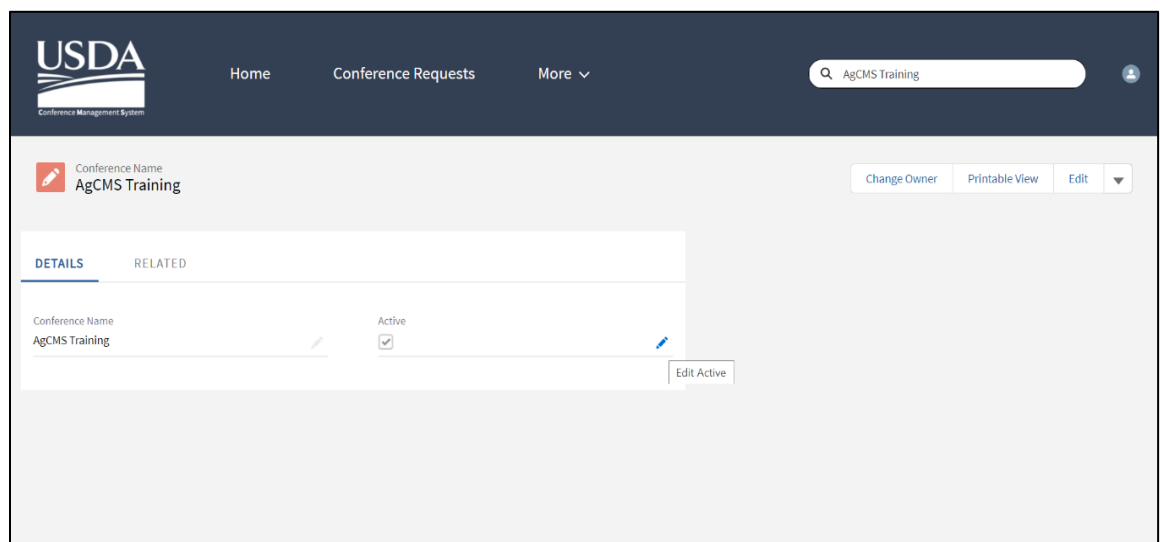 USDA
Conference Management System
Home
Conference Requests
More
AgCMS Training
Conference Name
AgCMS Training
Change Owner
Printable View
Edit
DETAILS
RELATED
Conference Name
AgCMS Training
Active
Edit Active